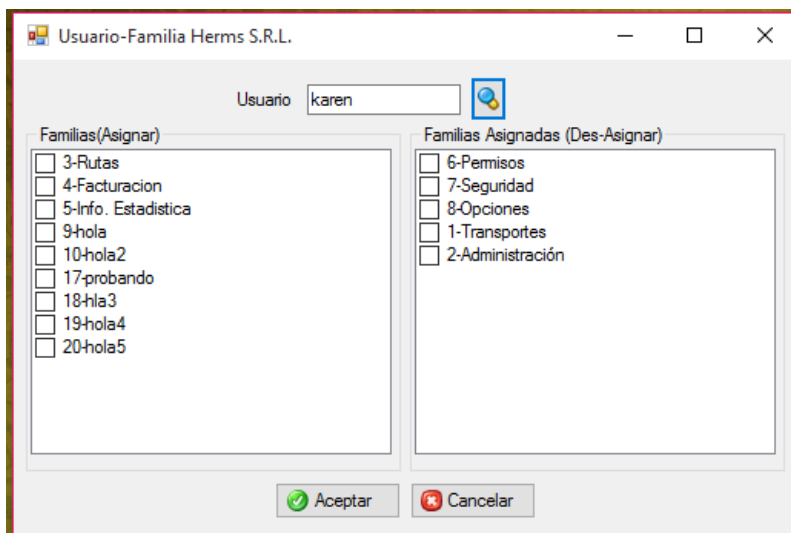 Usuario-Familia Herms S.R.L.
Usuario karen
Familias(Asignar)
3-Rutas
4-Facturacion
5-Info. Estadistica
9-hola
10-hola2
17-probando
18-hla3
19-hola4
20-hola5
Familias Asignadas (Des-Asignar)
6-Permisos
7-Seguridad
8-Opciones
1-Transportes
2-Administración
Aceptar
Cancelar